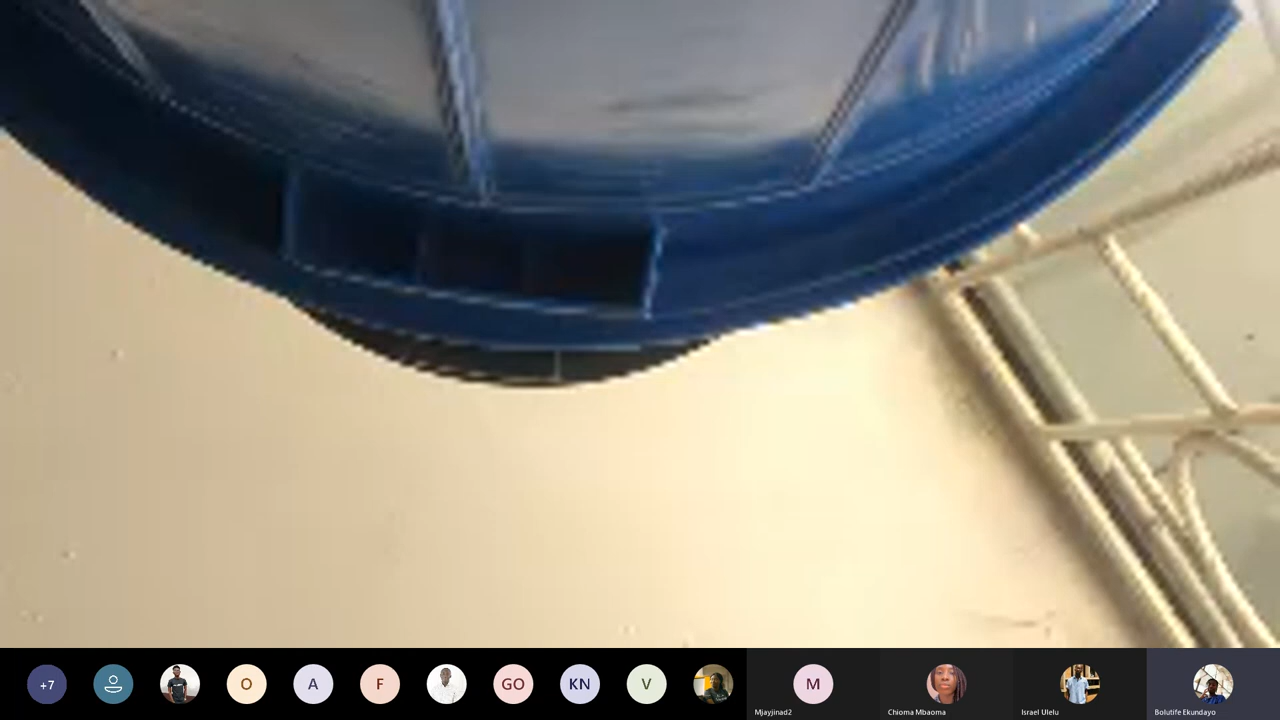 +7
O
A
F
GO
KN
V
M
Mjayjinad2
Chioma Mbaoma
Israel Ulelu
Bolutife Ekundayo